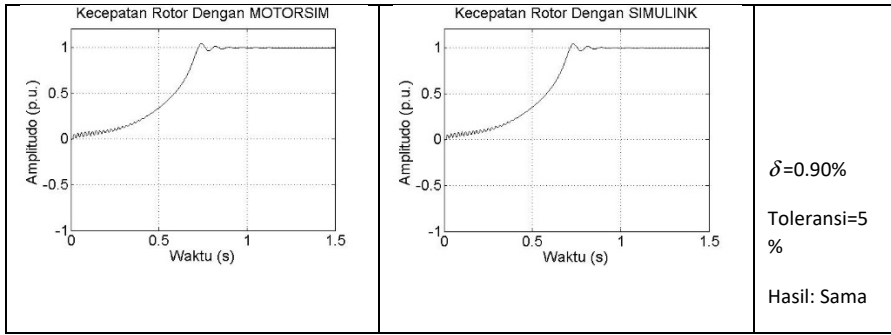 Kecepatan Rotor Dengan MOTORSIM
1
0.5
0
-0.5
-1
Amplitudo (p.u.)
0 0.5 1 1.5
Waktu (s)
Kecepatan Rotor Dengan SIMULINK
1
0.5
0
-0.5
-1
Amplitudo (p.u.)
0 0.5 1 1.5
Waktu (s)
δ=0.90%
Toleransi=5
%
Hasil: Sama